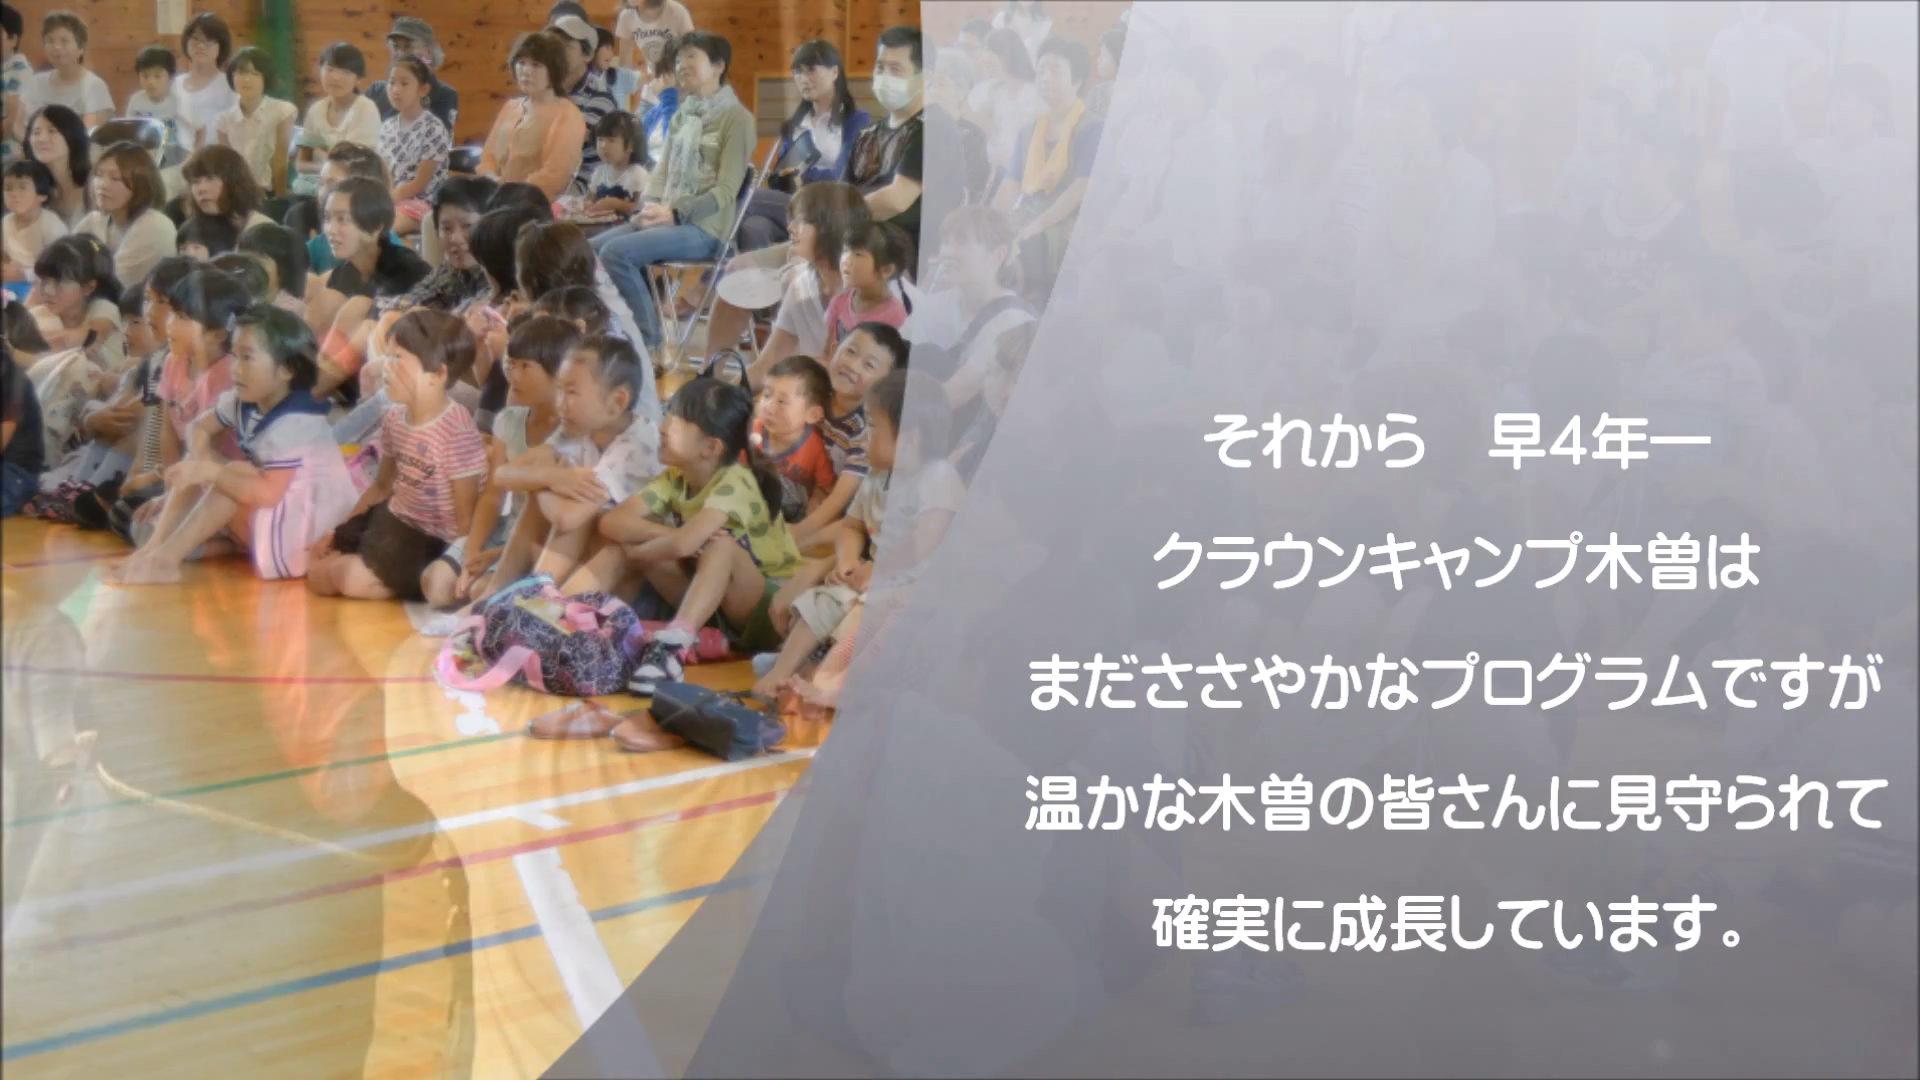 それから　早4年―
クラウンキャンプ木曽は
まだささやかなプログラムですが
温かな木曽の皆さんに見守られて
確実に成長しています。